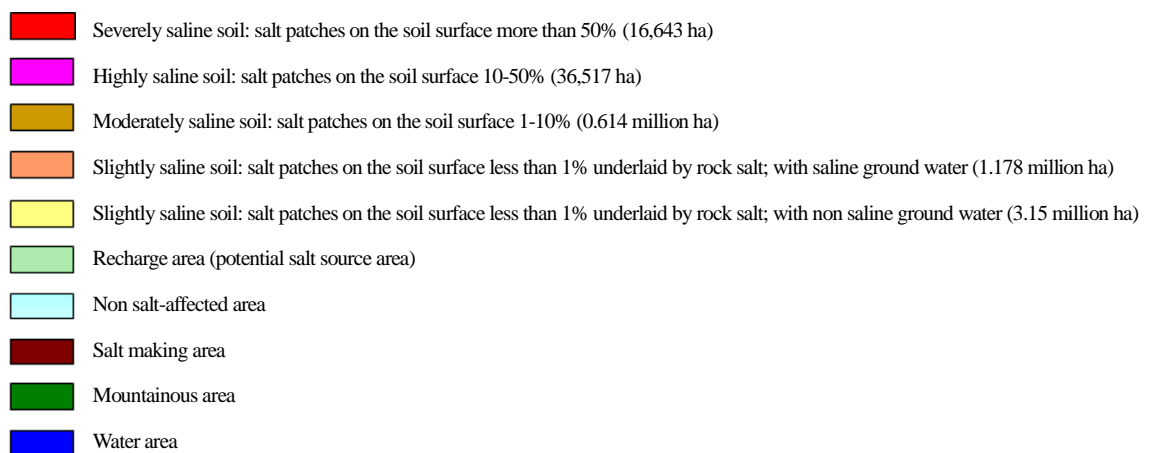 Severely saline soil: salt patches on the soil surface more than 50% (16,643 ha)
Highly saline soil: salt patches on the soil surface 10-50% (36,517 ha)
Moderately saline soil: salt patches on the soil surface 1-10% (0.614 million ha)
Slightly saline soil: salt patches on the soil surface less than 1% underlaid by rock salt; with saline ground water (1.178 million ha)
Slightly saline soil: salt patches on the soil surface less than 1% underlaid by rock salt; with non saline ground water (3.15 million ha)
Recharge area (potential salt source area)
Non salt-affected area
Salt making area
Mountainous area
Water area